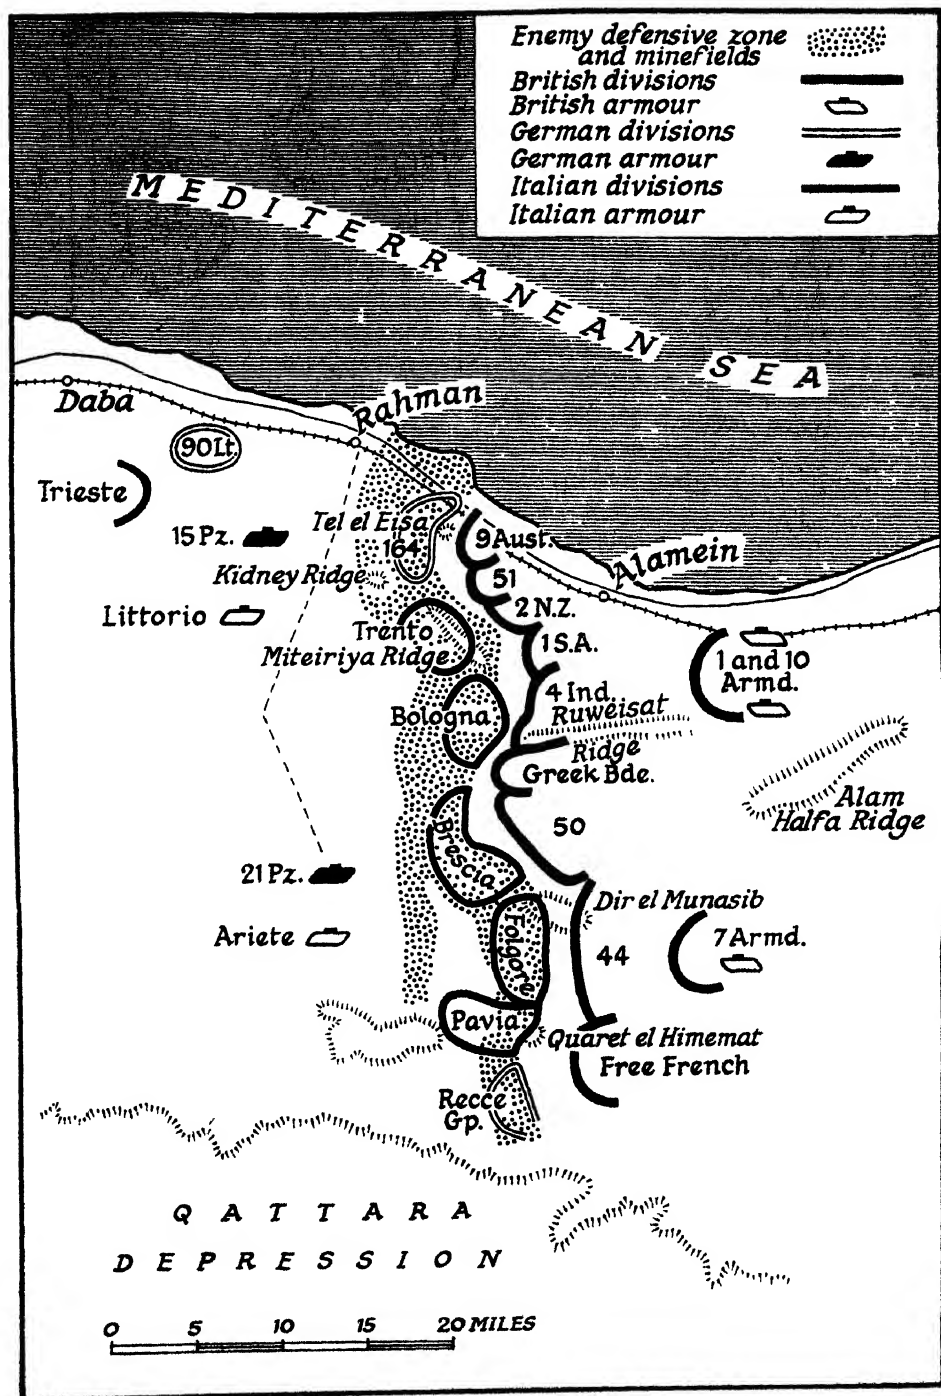 Enemy defensive zone
and minefields
British divisions
British armour
German divisions
German armour
Italian divisions
Italian armour
MEDITERRANEAN SEA
Daba
Rahman
90 Lt.
Trieste
Tel el Eisa
15 Pz.
164
9 Aust.
Alamein
Kidney Ridge
51
2 N.Z.
Littorio
Trento
Miteiriya Ridge
1 S.A.
1 and 10
Armd.
4 Ind.
Bologna
Ruweisat
Ridge
Greek Bde.
Alam
Halfa Ridge
50
Brescia
21 Pz.
Dir el Munasib
Ariete
Folgore
44
7 Armd.
Pavia
Quaret el Himemat
Free French
Recce
Gp.
QATTARA
DEPRESSION
0 5 10 15 20 MILES